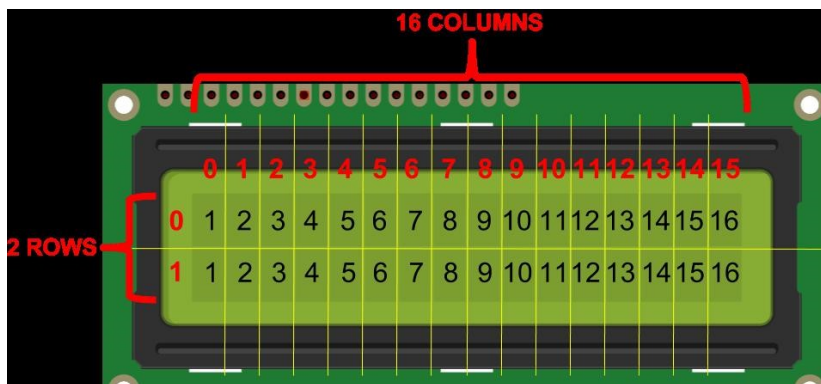 16 COLUMNS
0 1 2 3 4 5 6 7 8 9 10 11 12 13 14 15
0 1 2 3 4 5 6 7 8 9 10 11 12 13 14 15 16
2 ROWS
1 1 2 3 4 5 6 7 8 9 10 11 12 13 14 15 16